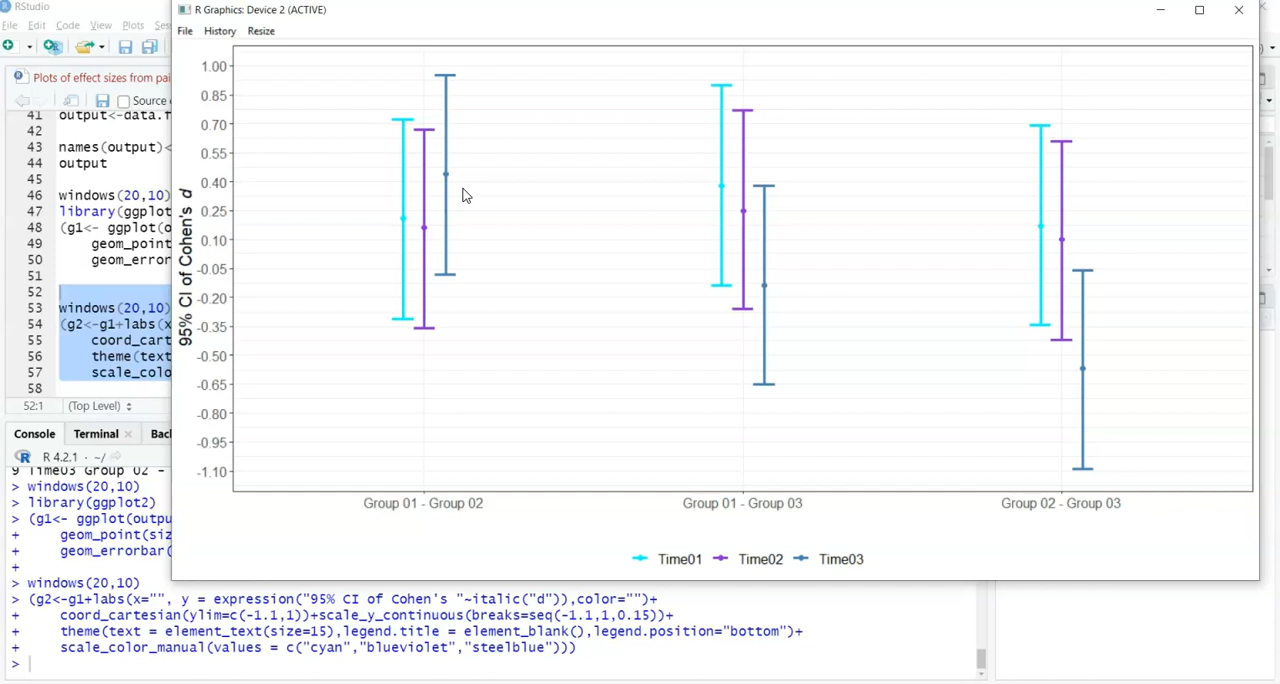 RStudio
R Graphics: Device 2 (ACTIVE)
File Edit Code View Plots Ses
File History Resize
Plots of effect sizes from pai
Source
41 output<-data.f
42
43 names(output)<
44 output
45
46 windows(20,10)
47 library(ggplot
48 (g1<- ggplot(o
49 geom_point
50 geom_error
51
52
53 windows(20,10)
54 (g2<-g1+labs(x
55 coord_cart
56 theme(text
57 scale_colo
58
52:1 (Top Level)
95% CI of Cohen's d
1.00
0.85
0.70
0.55
0.40
0.25
0.10
-0.05
-0.20
-0.35
-0.50
-0.65
-0.80
-0.95
-1.10
Group 01 - Group 02 Group 01 - Group 03 Group 02 - Group 03
Time01 Time02 Time03
Console Terminal Bac
R 4.2.1 · ~/
9 Time03 Group 02 -
> windows(20,10)
> library(ggplot2)
> (g1<- ggplot(outpu
+ geom_point(siz
+ geom_errorbar(
+
> windows(20,10)
> (g2<-g1+labs(x="", y = expression("95% CI of Cohen's "~italic("d")),color="")+
+ coord_cartesian(ylim=c(-1.1,1))+scale_y_continuous(breaks=seq(-1.1,1,0.15))+
+ theme(text = element_text(size=15),legend.title = element_blank(),legend.position="bottom")+
+ scale_color_manual(values = c("cyan","blueviolet","steelblue")))
>